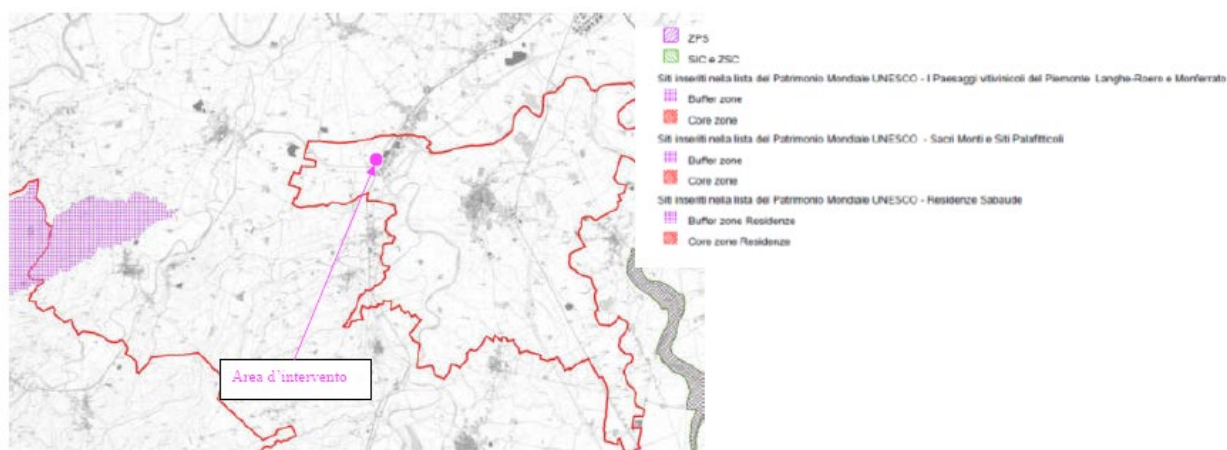 ZPS
SIC e ZSC
Siti inseriti nella lista del Patrimonio Mondiale UNESCO - I Paesaggi vitivinicoli del Piemonte Langhe-Roero e Monferrato
Buffer zone
Core zone
Siti inseriti nella lista del Patrimonio Mondiale UNESCO - Sacri Monti e Siti Palafitticoli
Buffer zone
Core zone
Siti inseriti nella lista del Patrimonio Mondiale UNESCO - Residenze Sabaude
Buffer zone Residenze
Core zone Residenze
Area d'intervento